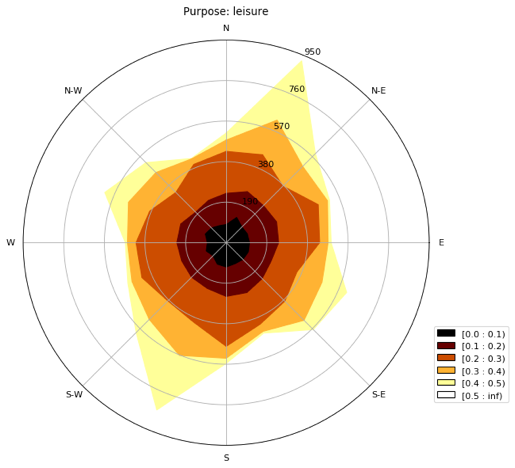 Purpose: leisure
N
950
N-W
N-E
760
570
380
190
W
E
[0.0 : 0.1)
[0.1 : 0.2)
[0.2 : 0.3)
[0.3 : 0.4)
[0.4 : 0.5)
[0.5 : inf)
S-W
S-E
S